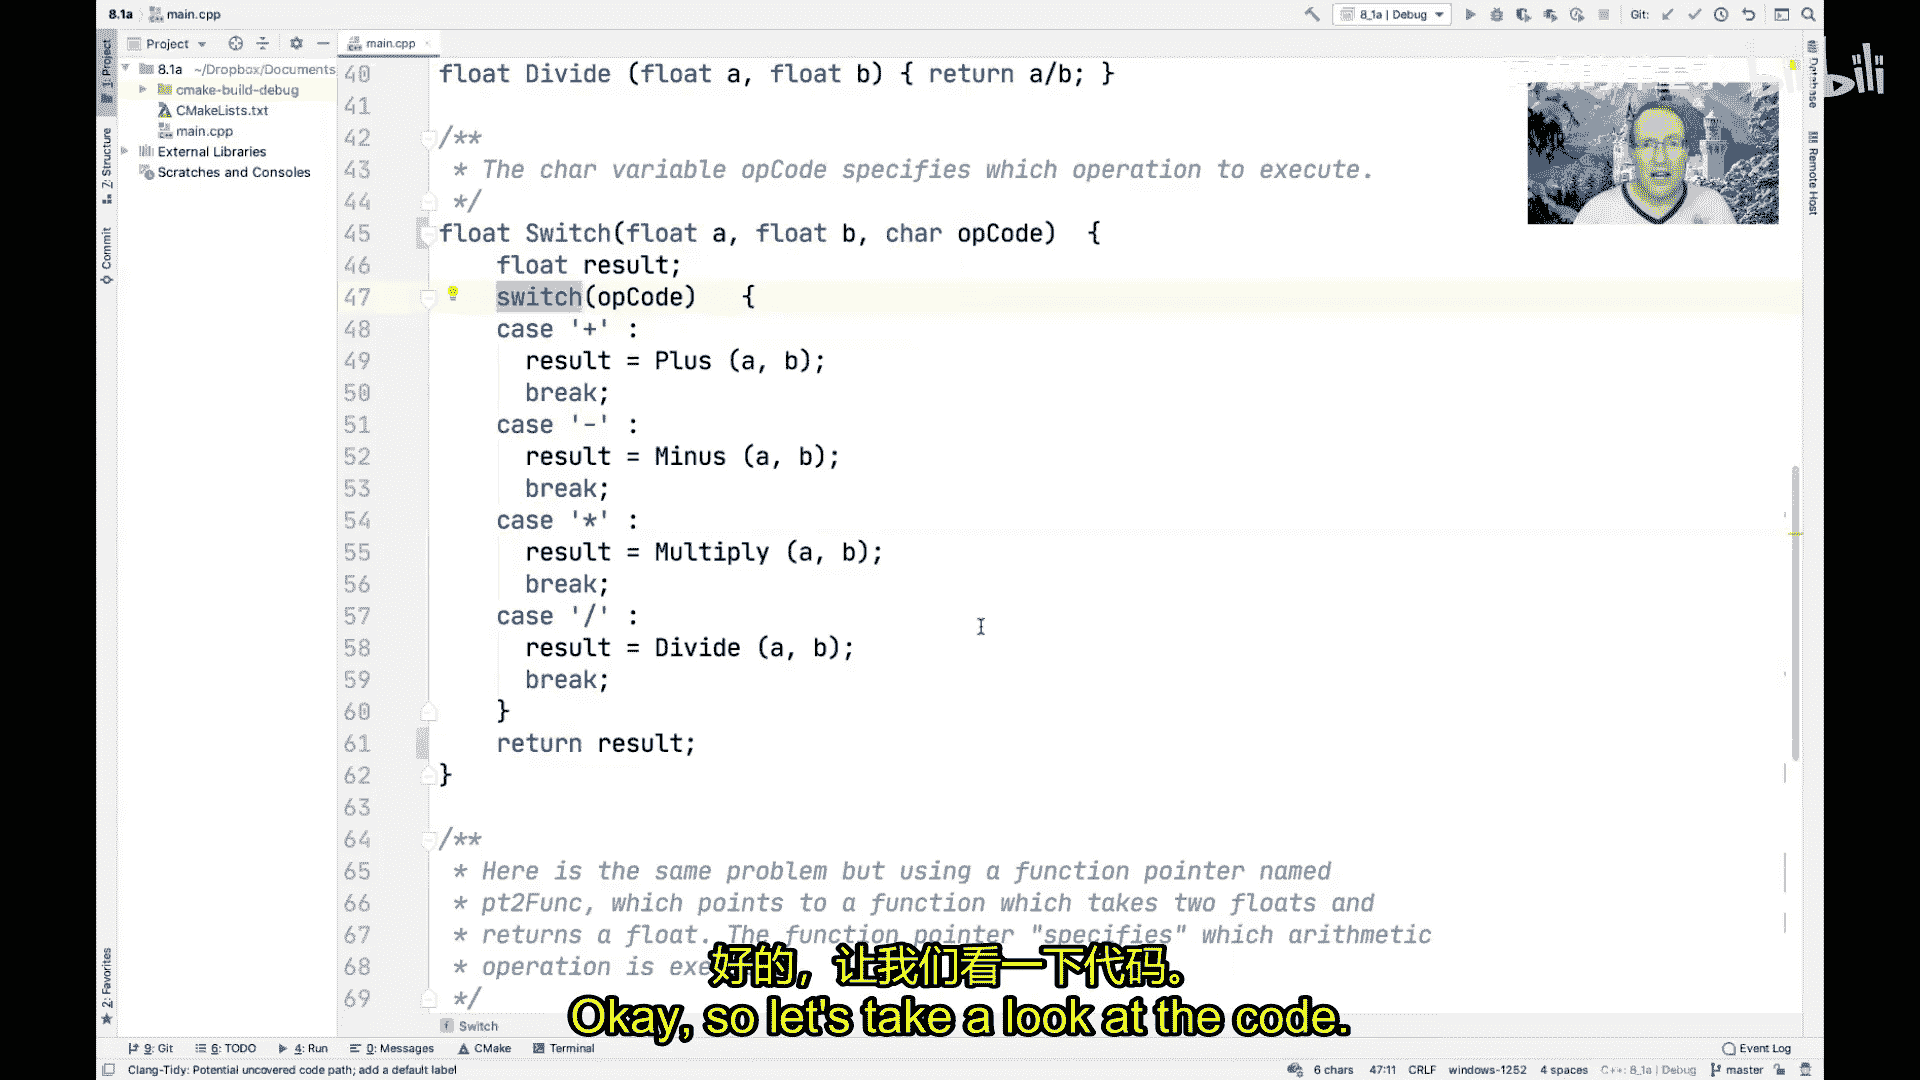 8.1a main.cpp
8_1a | Debug
Git:
Project
main.cpp
1: Project
8.1a ~/Dropbox/Documents
cmake-build-debug
CMakeLists.txt
main.cpp
External Libraries
Scratches and Consoles
Z: Structure
Commit
2: Favorites
Database
Remote Host
bilibili
40 float Divide (float a, float b) { return a/b; }
41
42 /**
43 * The char variable opCode specifies which operation to execute.
44 */
45 float Switch(float a, float b, char opCode) {
46 float result;
47 switch(opCode) {
48 case '+' :
49 result = Plus (a, b);
50 break;
51 case '-' :
52 result = Minus (a, b);
53 break;
54 case '*' :
55 result = Multiply (a, b);
56 break;
57 case '/' :
58 result = Divide (a, b);
59 break;
60 }
61 return result;
62 }
63
64 /**
65 * Here is the same problem but using a function pointer named
66 * pt2Func, which points to a function which takes two floats and
67 * returns a float. The function pointer "specifies" which arithmetic
68 * operation is
69 */
好的，让我们看一下代码。
Okay, so let's take a look at the code.
f Switch
9: Git 6: TODO 4: Run 0: Messages CMake Terminal Event Log
Clang-Tidy: Potential uncovered code path; add a default label
6 chars 47:11 CRLF windows-1252 4 spaces C++: 8_1a | Debug master